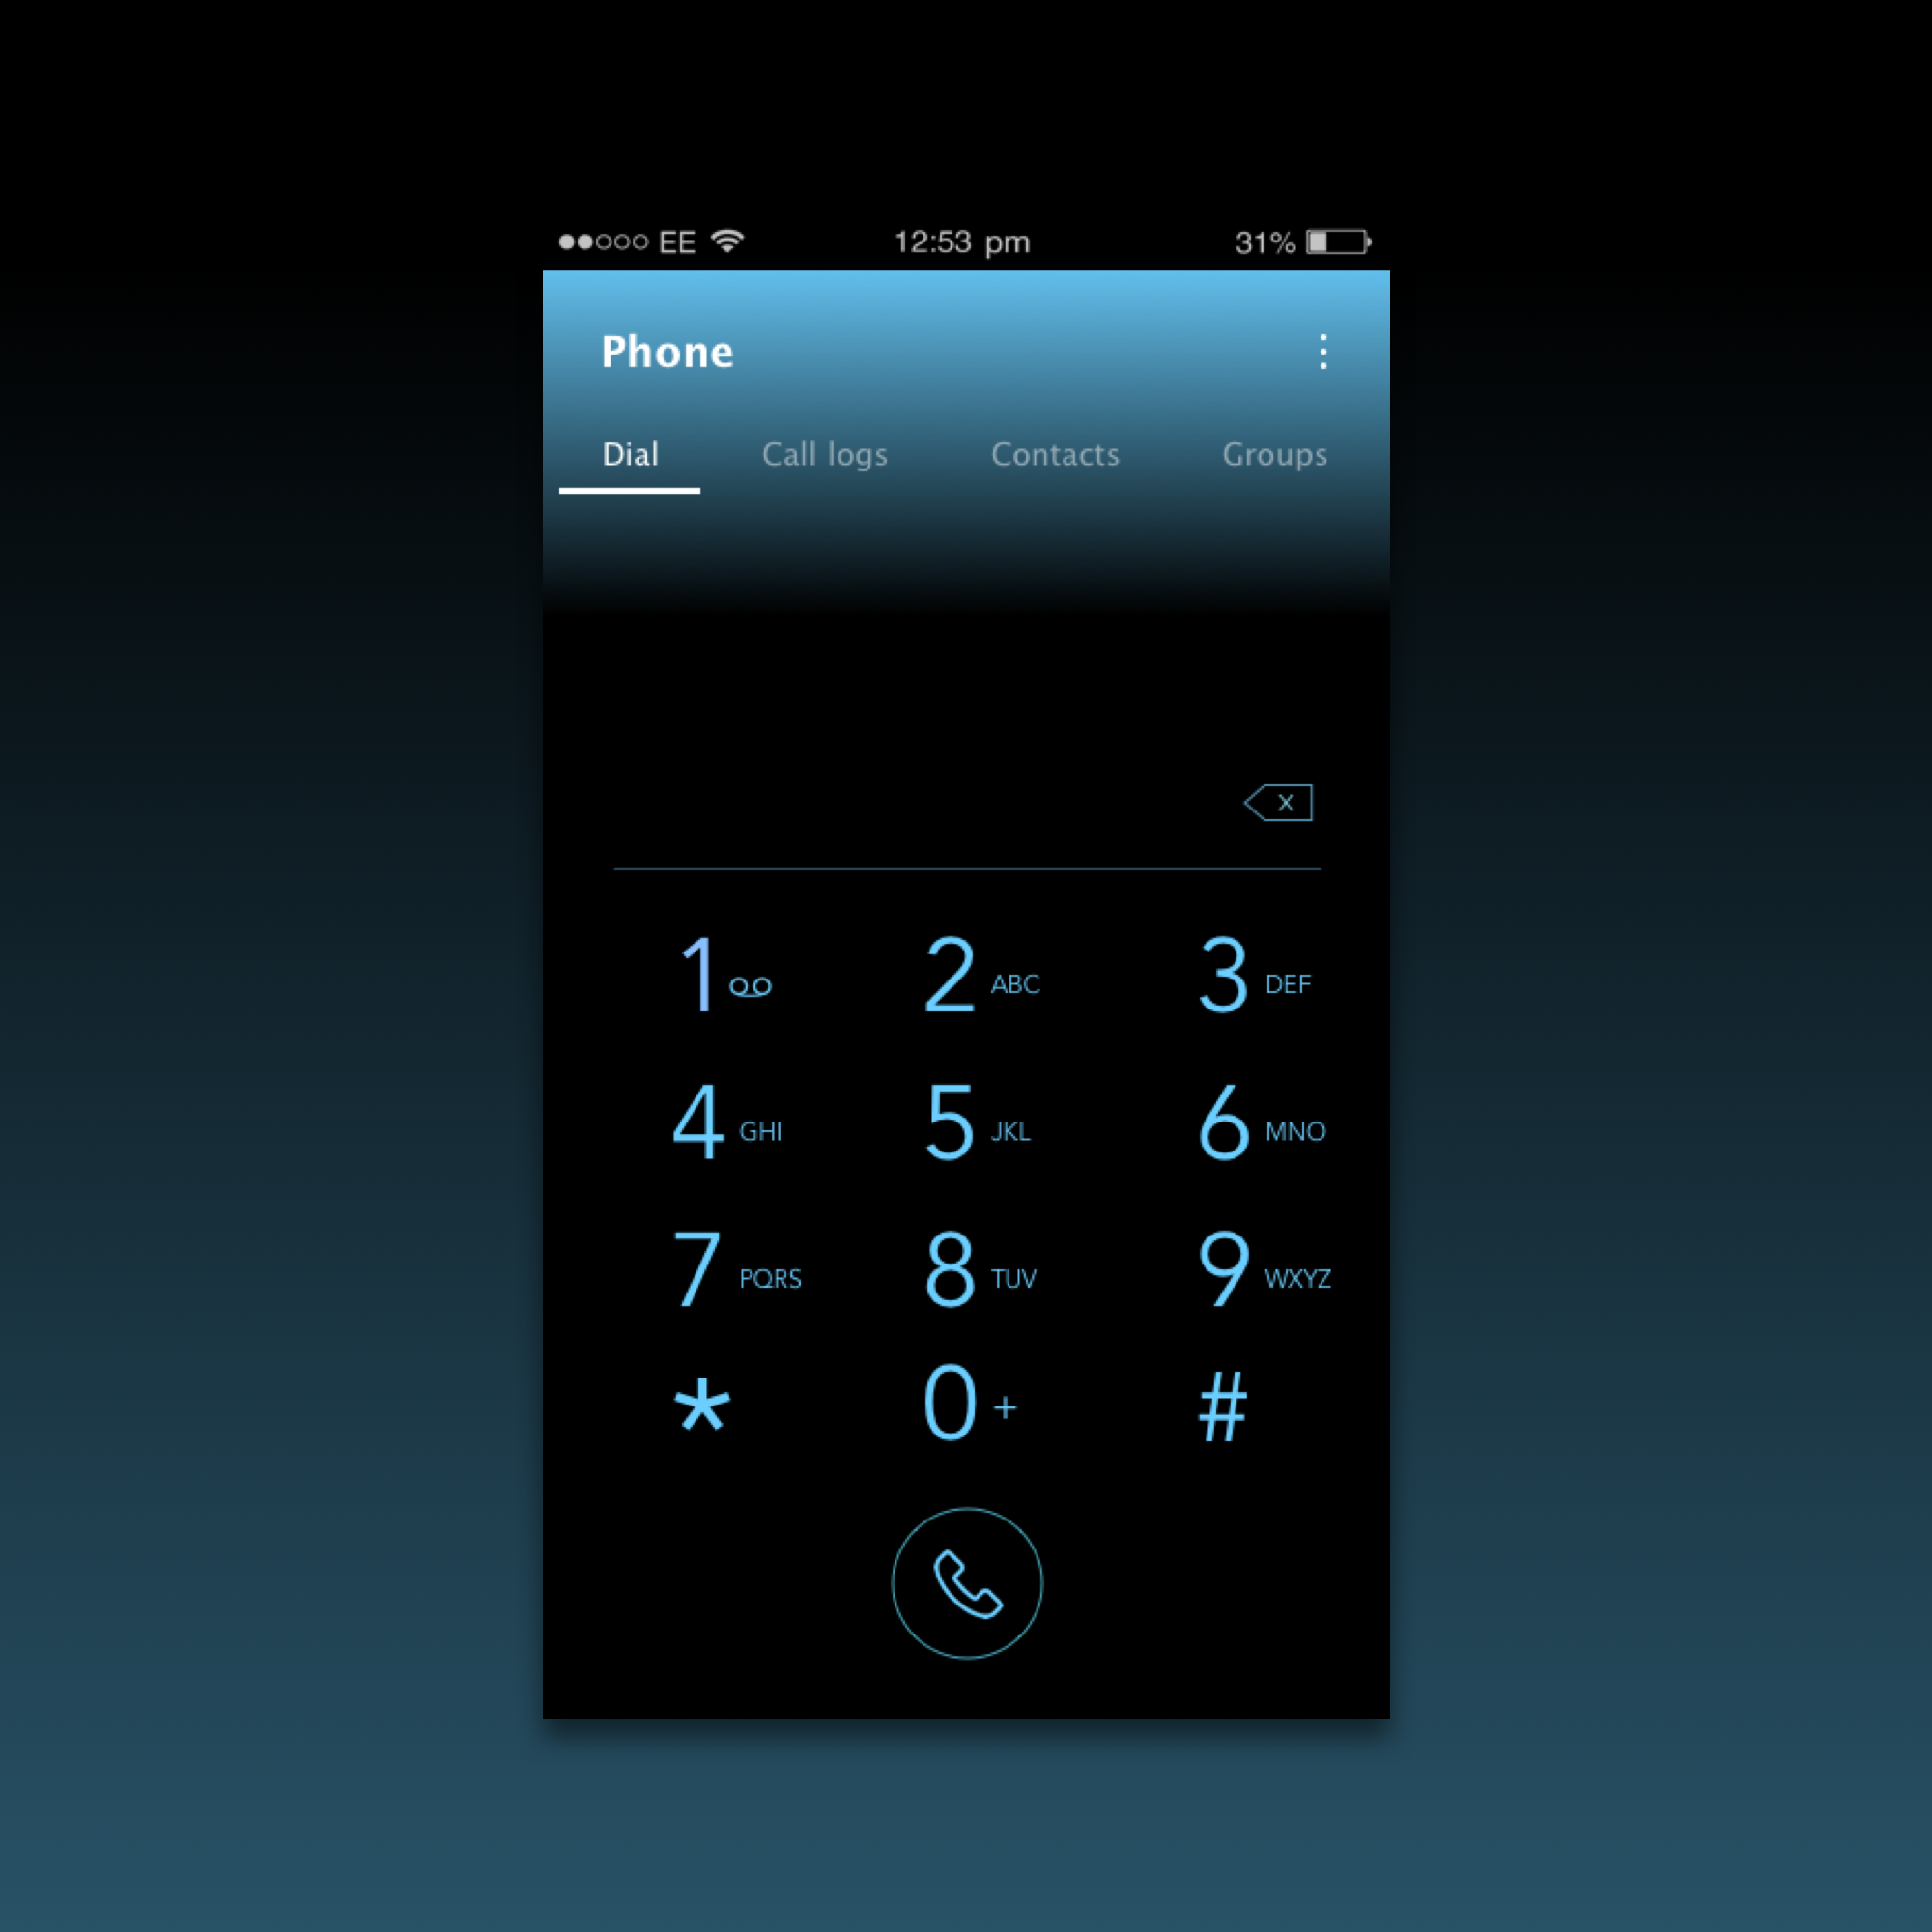 EE 12:53 pm 31%
Phone
Dial Call logs Contacts Groups
X
1 2 ABC 3 DEF
4 GHI 5 JKL 6 MNO
7 PQRS 8 TUV 9 WXYZ
* 0 + #